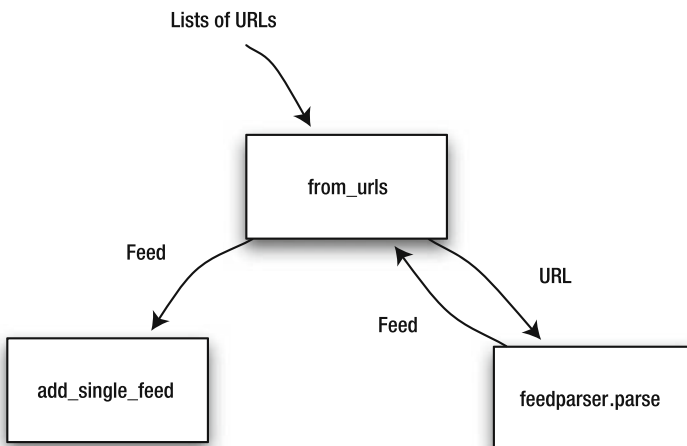 Lists of URLs
from_urls
Feed
URL
Feed
add_single_feed
feedparser.parse